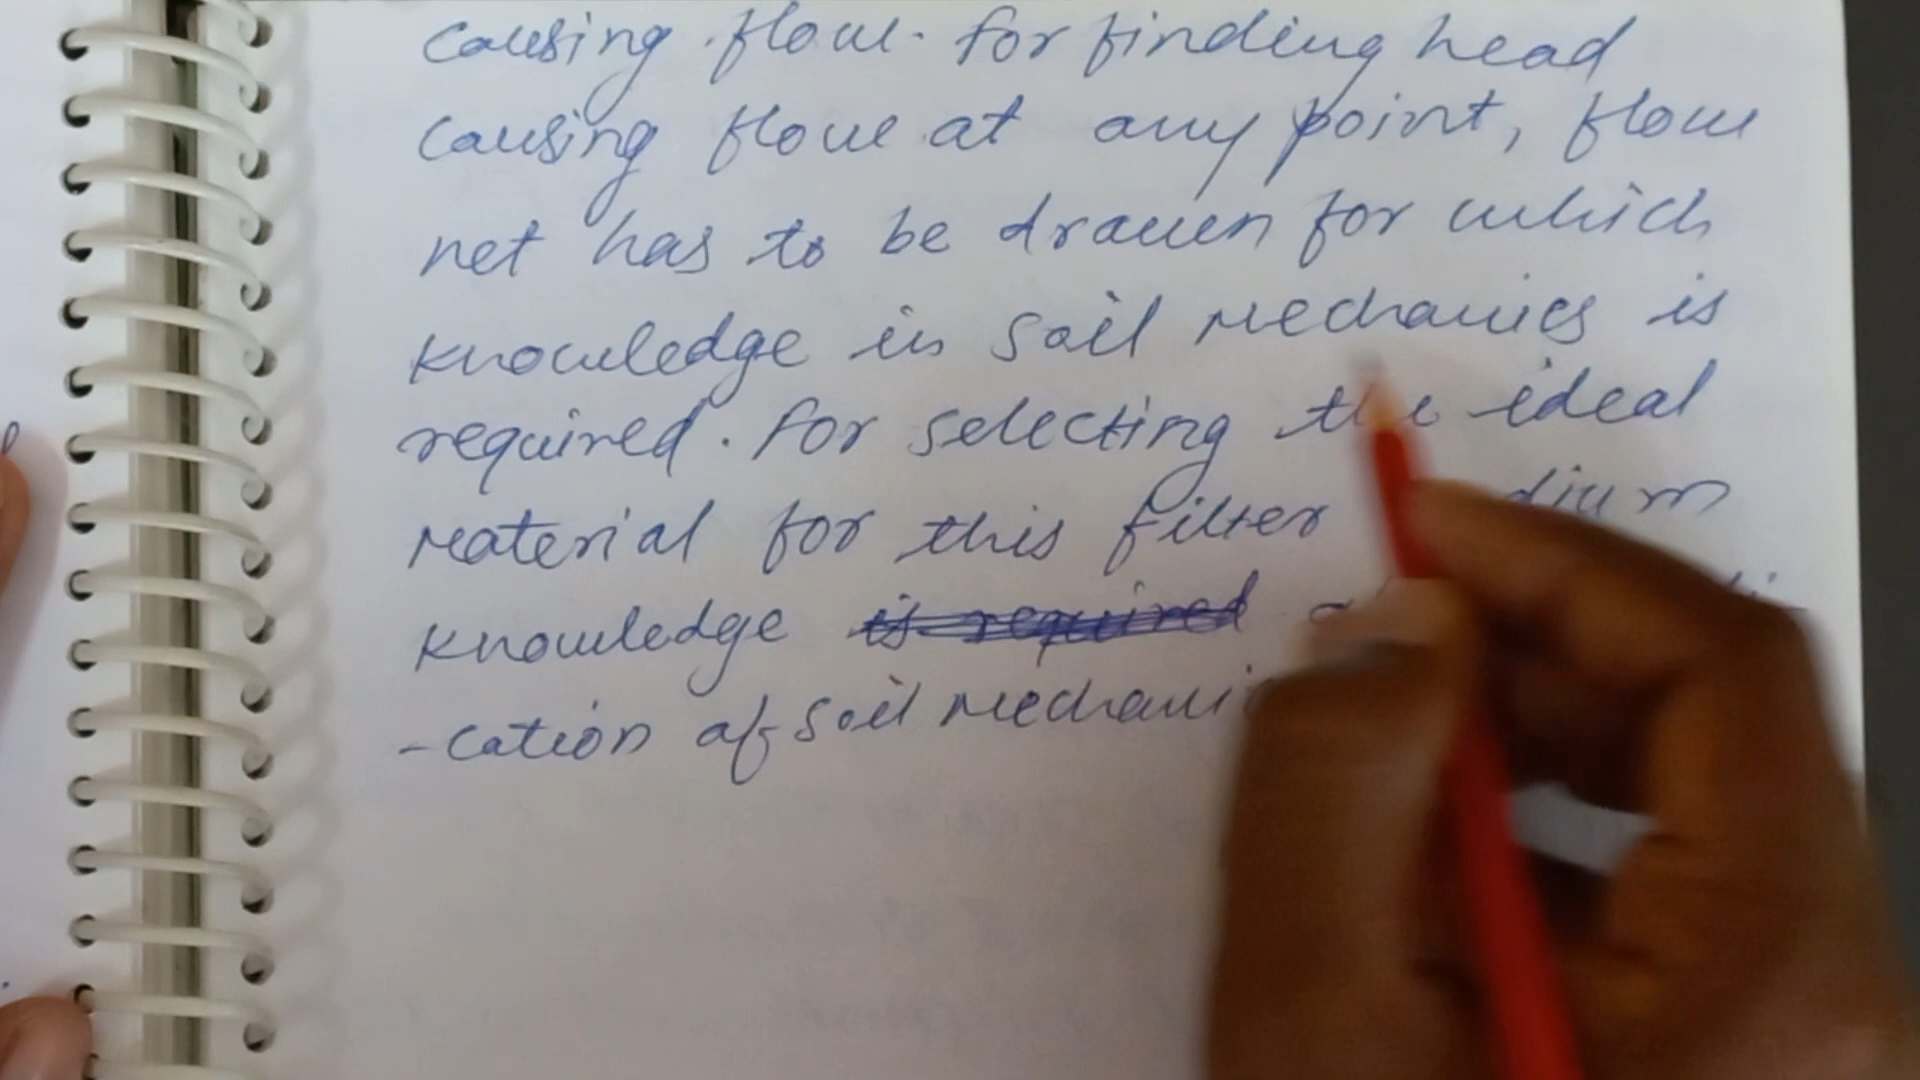 causing flow. for finding head
causing flow at any point, flow
net has to be drawn for which
knowledge in soil Mechanics is
required. for selecting the ideal
Material for this filter
knowledge is required
-cation of soil Mechani